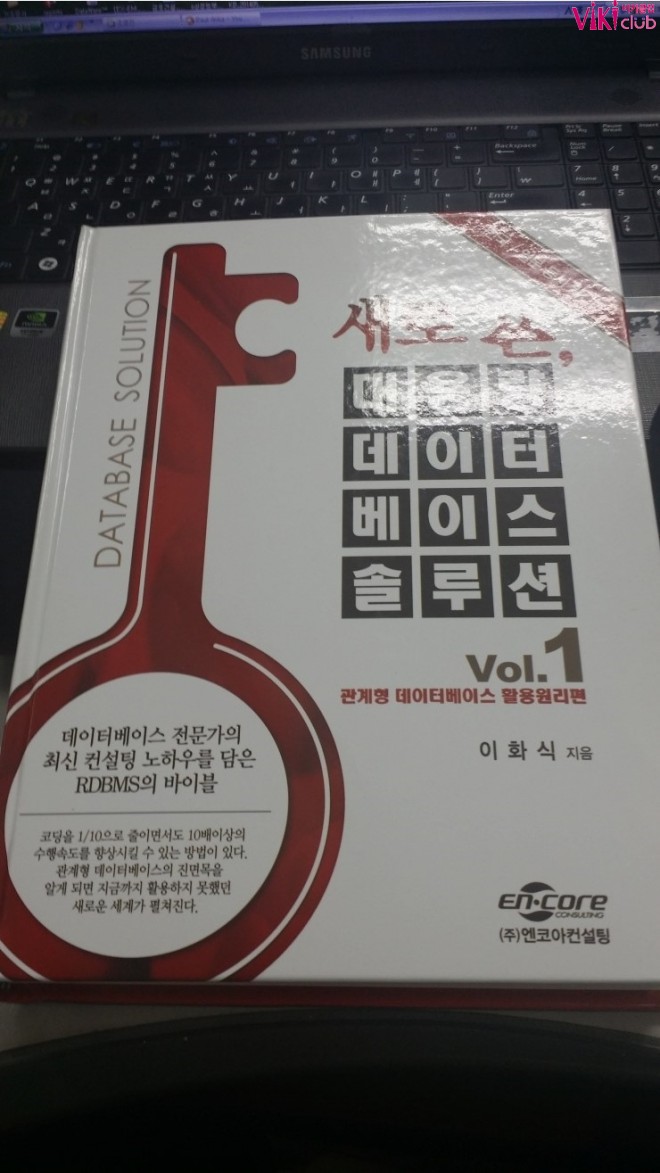 Viki club
SAMSUNG
Backspace
Enter
DATABASE SOLUTION
새로 쓴,
대용량
데이터
베이스
솔루션
Vol.1
관계형 데이터베이스 활용원리편
이 화 식 지음
데이터베이스 전문가의
최신 컨설팅 노하우를 담은
RDBMS의 바이블
코딩을 1/10으로 줄이면서도 10배이상의
수행속도를 향상시킬 수 있는 방법이 있다.
관계형 데이터베이스의 진면목을
알게 되면 지금까지 활용하지 못했던
새로운 세계가 펼쳐진다.
EN·CORE
CONSULTING
(주)엔코아컨설팅